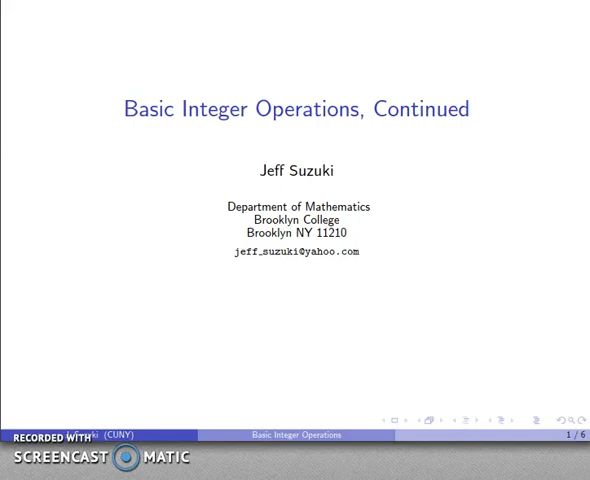 Basic Integer Operations, Continued
Jeff Suzuki
Department of Mathematics
Brooklyn College
Brooklyn NY 11210
jeff_suzuki@yahoo.com
(CUNY) Basic Integer Operations 1 / 6
RECORDED WITH
SCREENCAST MATIC